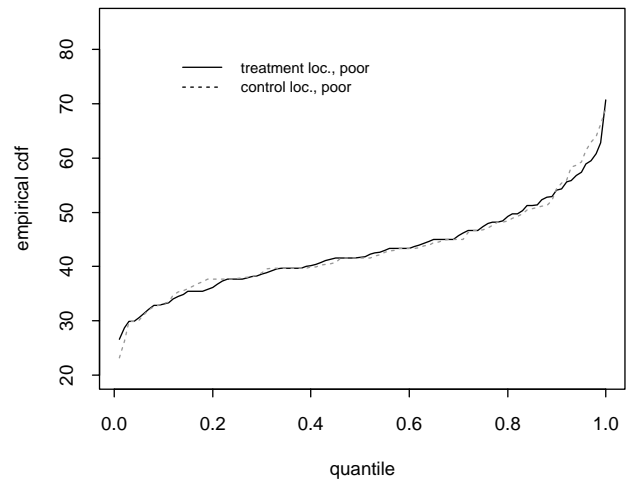 80
70
60
50
40
30
20
empirical cdf
treatment loc., poor
control loc., poor
0.0 0.2 0.4 0.6 0.8 1.0
quantile